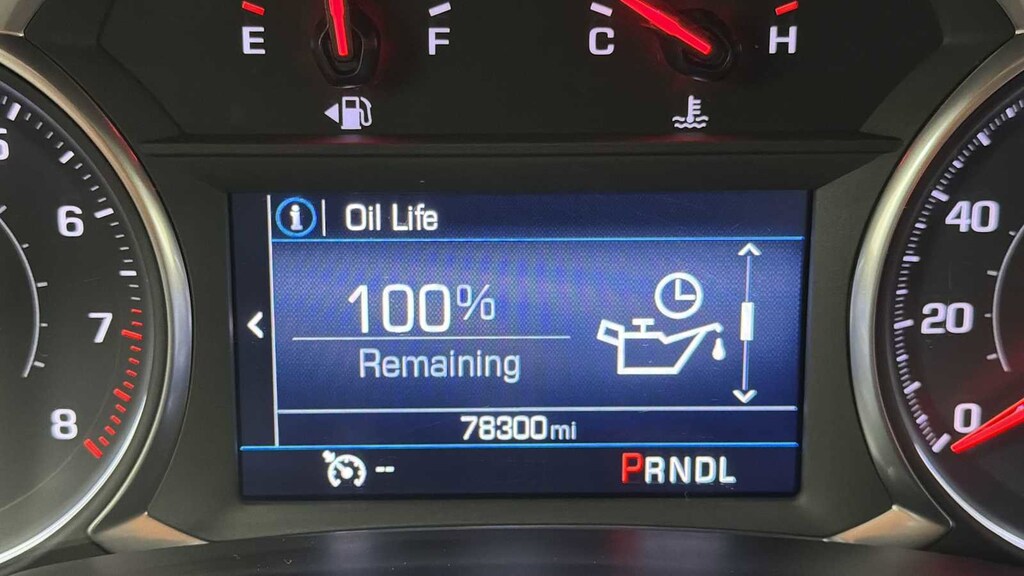 E F C H
i Oil Life
100%
Remaining
78300mi
-- PRNDL
6
7
8
40
20
0